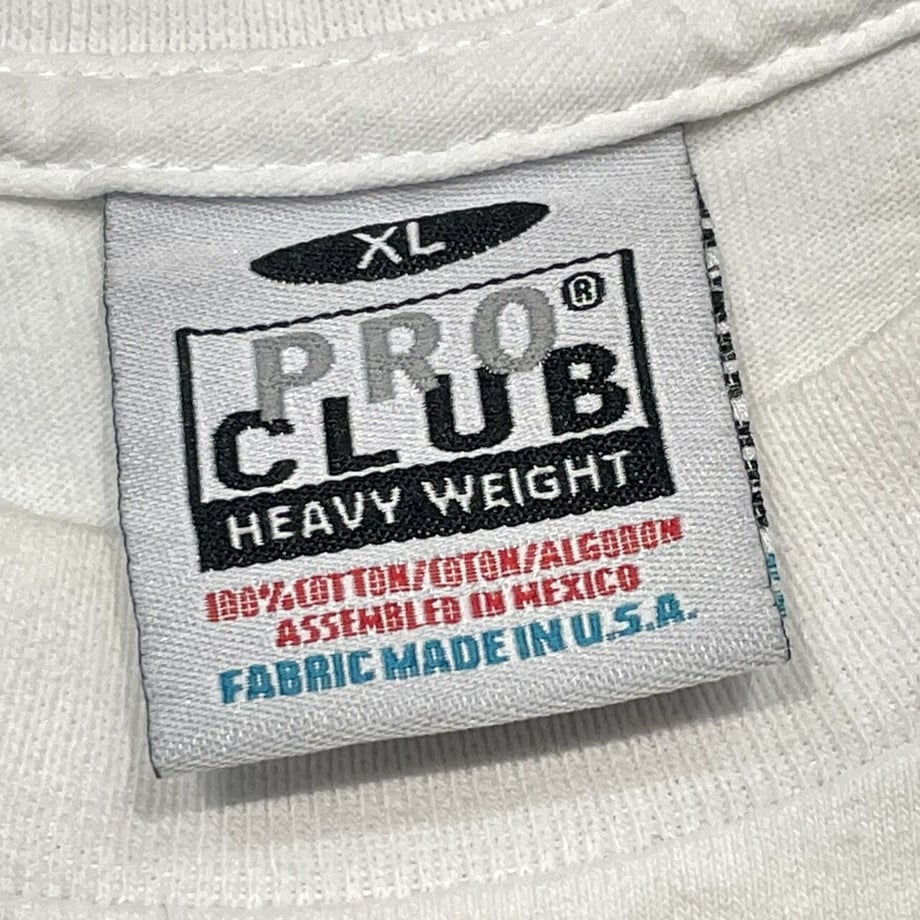 XL
PRO®
CLUB
HEAVY WEIGHT
100%COTTON/COTON/ALGODON
ASSEMBLED IN MEXICO
FABRIC MADE IN U.S.A.